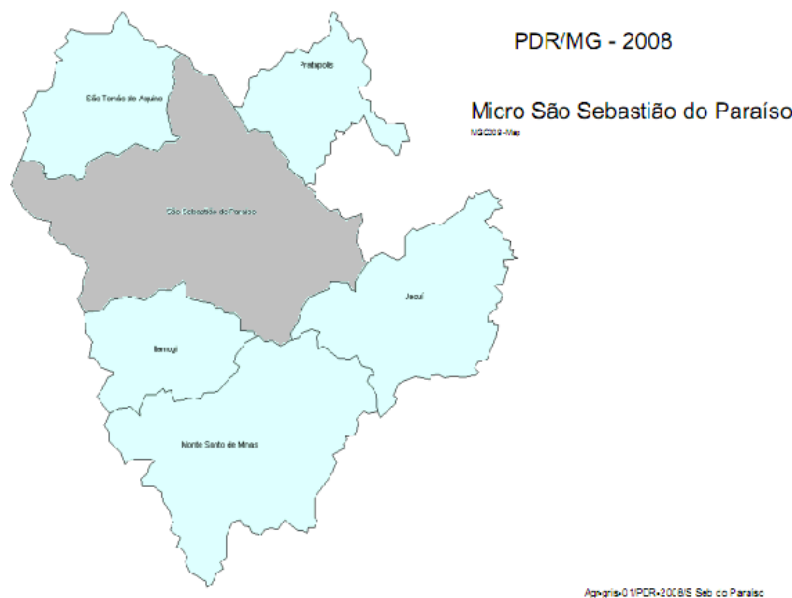 PDR/MG - 2008
Micro São Sebastião do Paraíso
Pratápolis
São Tomás de Aquino
São Sebastião do Paraíso
Jacuí
Itamogi
Monte Santo de Minas